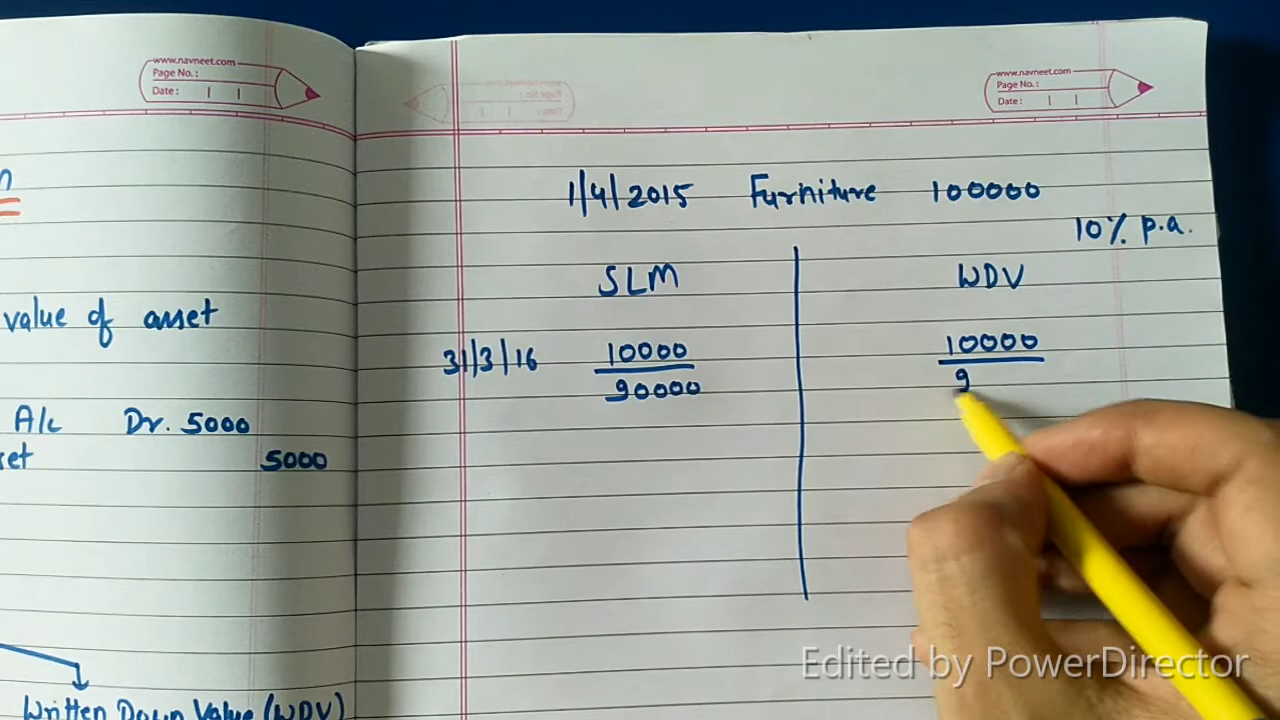 www.navneet.com
Page No. :
Date :
value of asset
A/c Dr. 5000
5000
Written Down Value (WDV)
www.navneet.com
Page No. :
Date :
1/4/2015 Furniture 100000
10% p.a.
SLM WDV
31/3/16 10000 10000
90000 9
Edited by PowerDirector